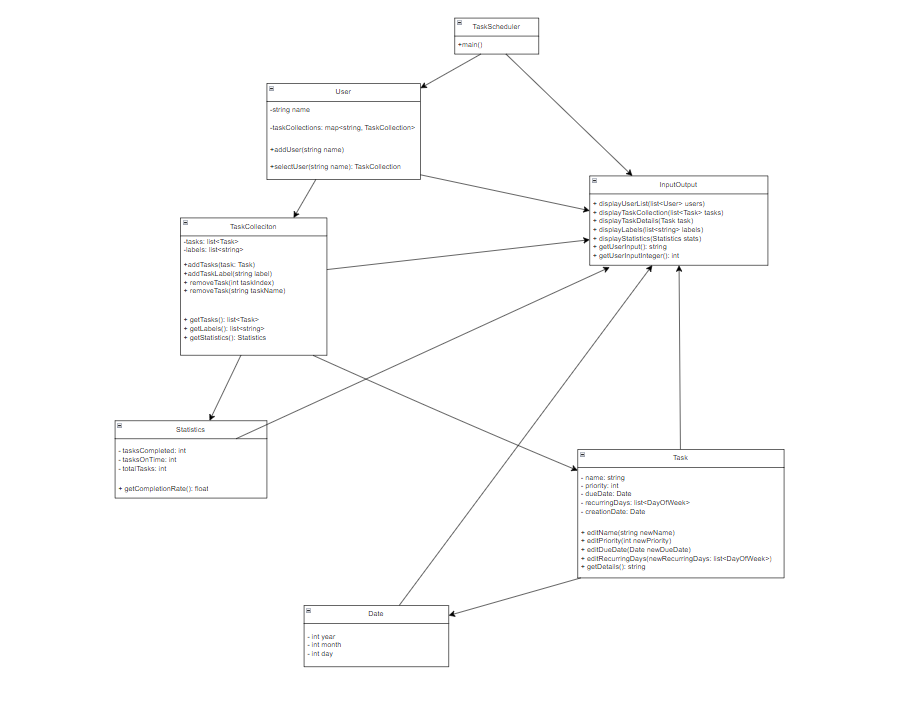 TaskScheduler
+main()
User
-string name
-taskCollections: map<string, TaskCollection>
+addUser(string name)
+selectUser(string name): TaskCollection
InputOutput
+ displayUserList(list<User> users)
+ displayTaskCollection(list<Task> tasks)
+ displayTaskDetails(Task task)
+ displayLabels(list<string> labels)
+ displayStatistics(Statistics stats)
+ getUserInput(): string
+ getUserInputInteger(): int
TaskColleciton
-tasks: list<Task>
-labels: list<string>
+addTasks(task: Task)
+addTaskLabel(string label)
+ removeTask(int taskIndex)
+ removeTask(string taskName)
+ getTasks(): list<Task>
+ getLabels(): list<string>
+ getStatistics(): Statistics
Statistics
- tasksCompleted: int
- tasksOnTime: int
- totalTasks: int
+ getCompletionRate(): float
Task
- name: string
- priority: int
- dueDate: Date
- recurringDays: list<DayOfWeek>
- creationDate: Date
+ editName(string newName)
+ editPriority(int newPriority)
+ editDueDate(Date newDueDate)
+ editRecurringDays(newRecurringDays: list<DayOfWeek>)
+ getDetails(): string
Date
- int year
- int month
- int day